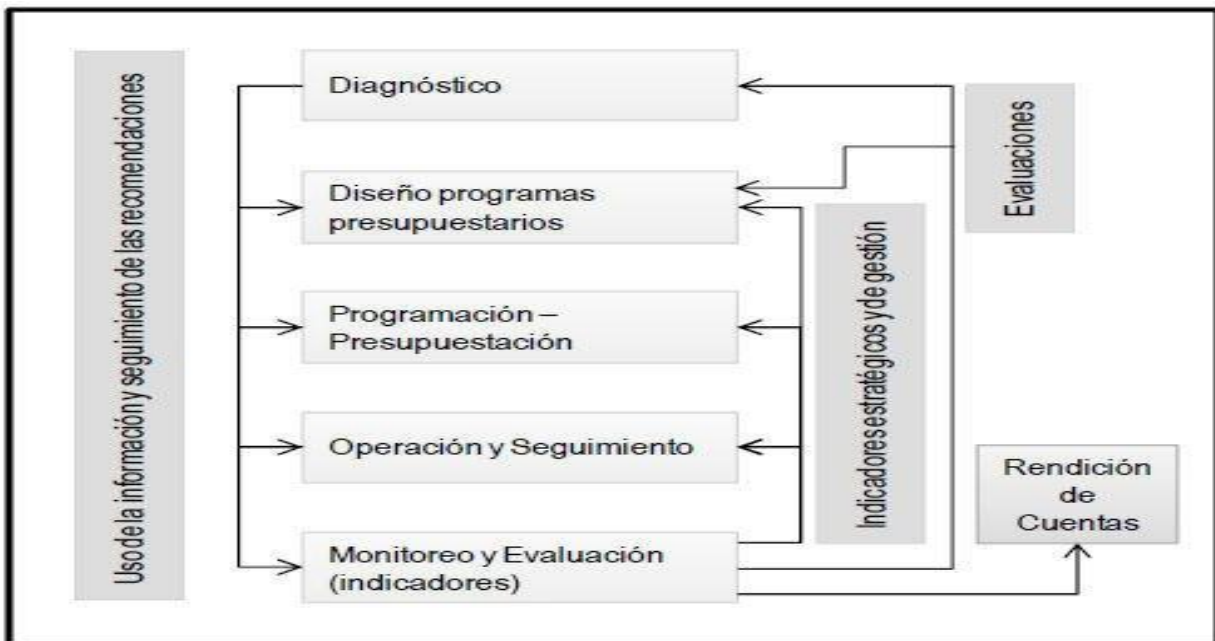 Uso de la información y seguimiento de las recomendaciones
Diagnóstico
Diseño programas
presupuestarios
Programación –
Presupuestación
Operación y Seguimiento
Monitoreo y Evaluación
(indicadores)
Indicadores estratégicos y de gestión
Evaluaciones
Rendición
de
Cuentas